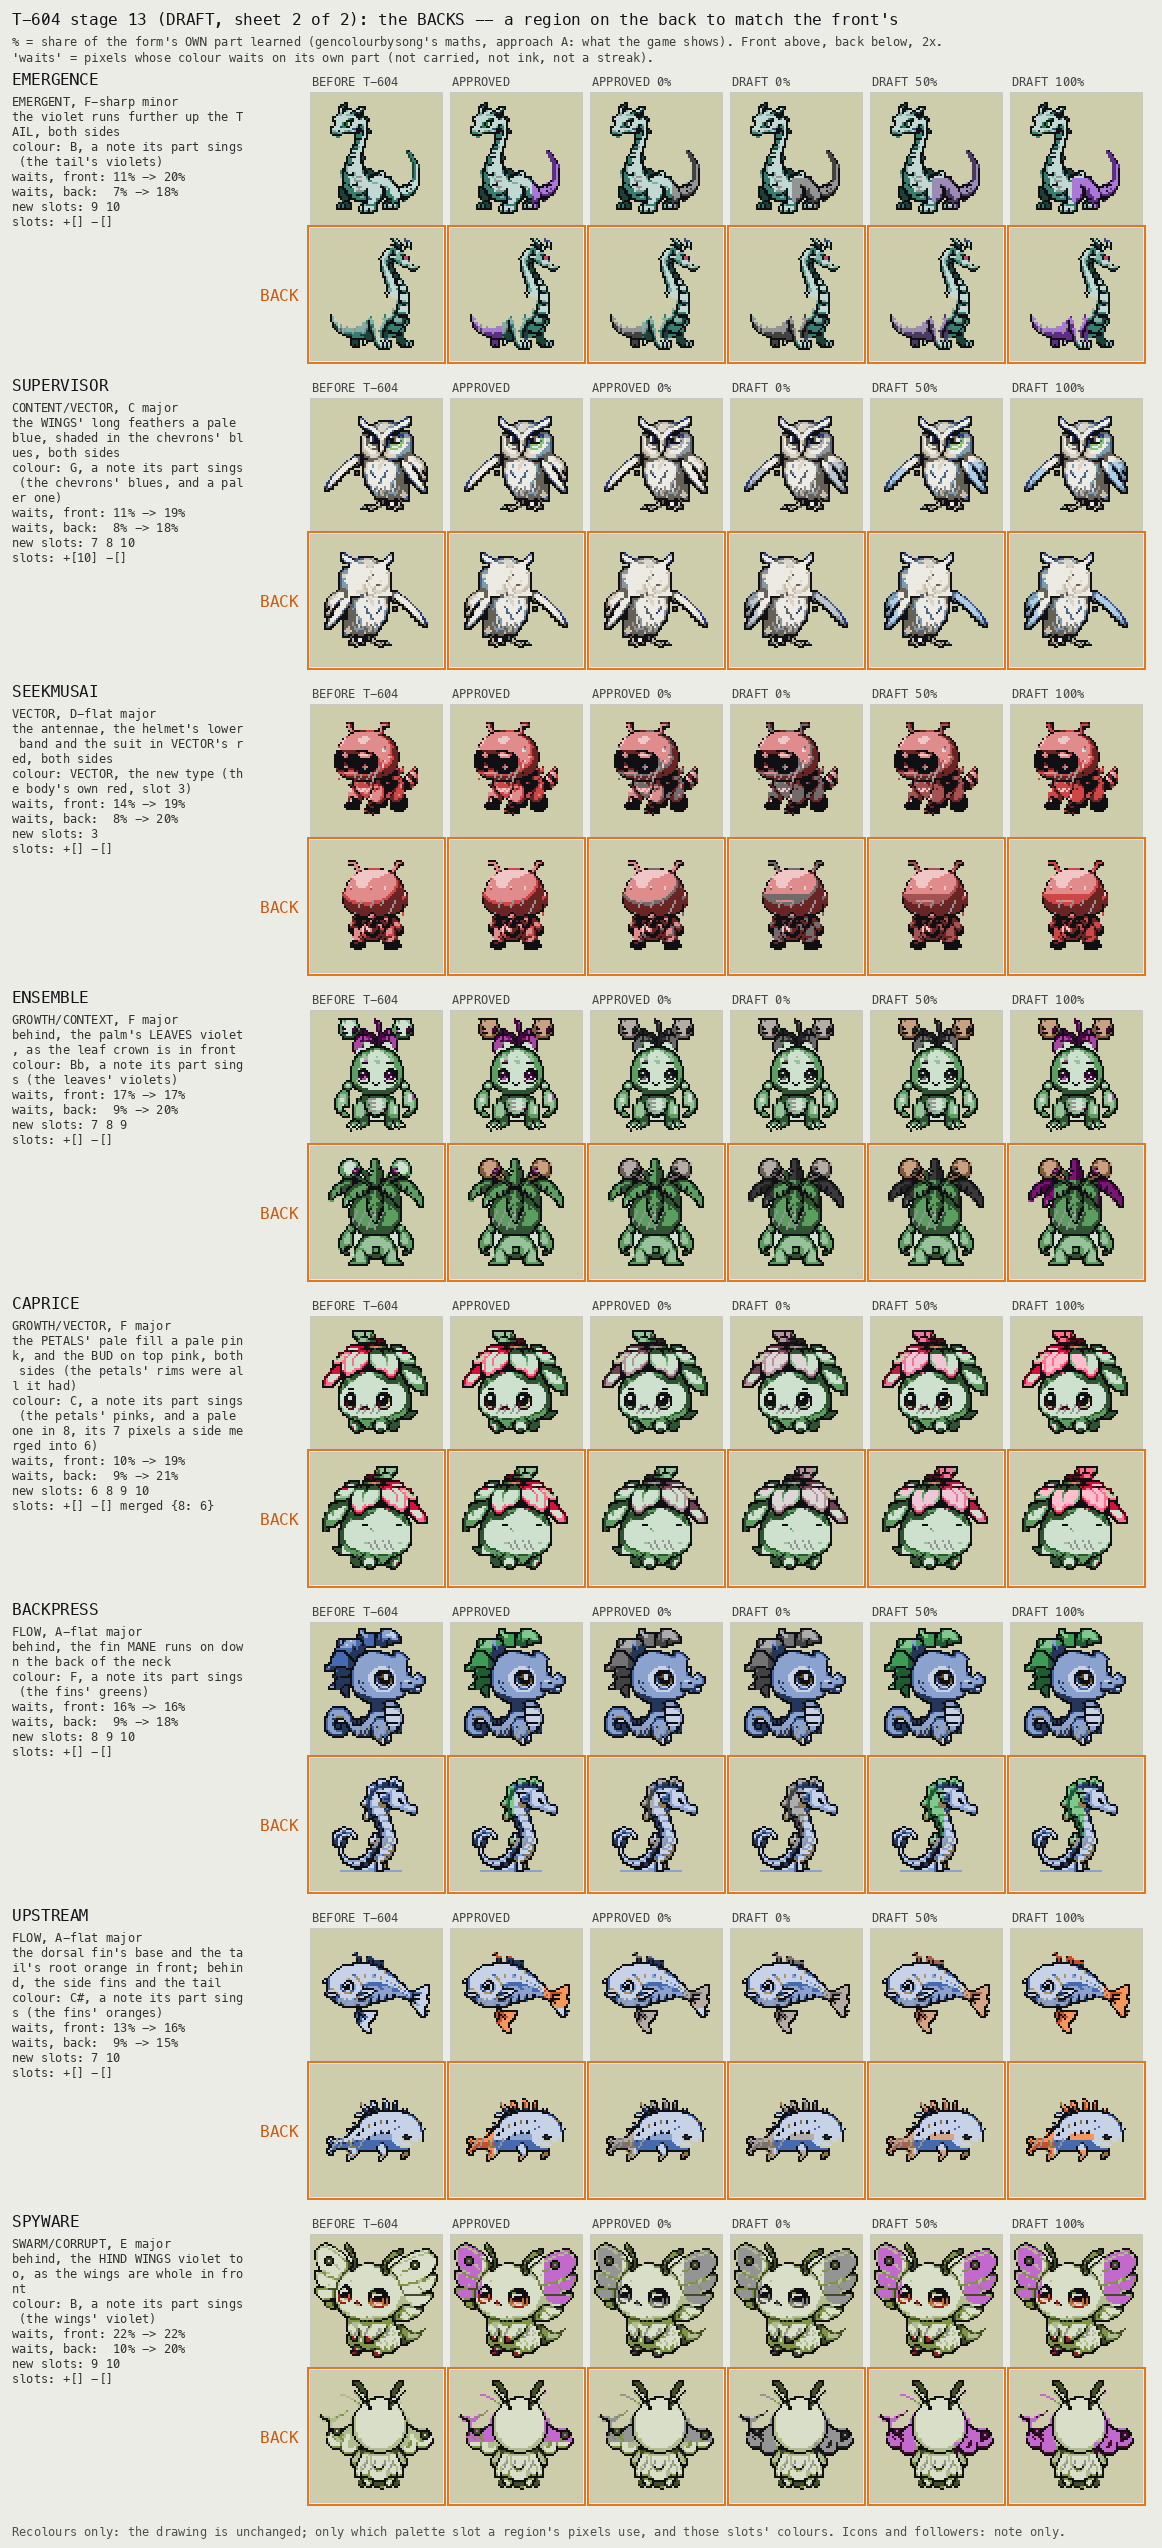 T-604 stage 13 (DRAFT, sheet 2 of 2): the BACKS -- a region on the back to match the front's
% = share of the form's OWN part learned (gencolourbysong's maths, approach A: what the game shows). Front above, back below, 2x.
'waits' = pixels whose colour waits on its own part (not carried, not ink, not a streak).
EMERGENCE
BEFORE T-604 APPROVED APPROVED 0% DRAFT 0% DRAFT 50% DRAFT 100%
EMERGENT, F-sharp minor
the violet runs further up the T
AIL, both sides
colour: B, a note its part sings
 (the tail's violets)
waits, front: 11% -> 20%
waits, back:  7% -> 18%
new slots: 9 10
slots: +[] -[]
BACK
SUPERVISOR
BEFORE T-604 APPROVED APPROVED 0% DRAFT 0% DRAFT 50% DRAFT 100%
CONTENT/VECTOR, C major
the WINGS' long feathers a pale
blue, shaded in the chevrons' bl
ues, both sides
colour: G, a note its part sings
 (the chevrons' blues, and a pal
er one)
waits, front: 11% -> 19%
waits, back:  8% -> 18%
new slots: 7 8 10
slots: +[10] -[]
BACK
SEEKMUSAI
BEFORE T-604 APPROVED APPROVED 0% DRAFT 0% DRAFT 50% DRAFT 100%
VECTOR, D-flat major
the antennae, the helmet's lower
 band and the suit in VECTOR's r
ed, both sides
colour: VECTOR, the new type (th
e body's own red, slot 3)
waits, front: 14% -> 19%
waits, back:  8% -> 20%
new slots: 3
slots: +[] -[]
BACK
ENSEMBLE
BEFORE T-604 APPROVED APPROVED 0% DRAFT 0% DRAFT 50% DRAFT 100%
GROWTH/CONTEXT, F major
behind, the palm's LEAVES violet
, as the leaf crown is in front
colour: Bb, a note its part sing
s (the leaves' violets)
waits, front: 17% -> 17%
waits, back:  9% -> 20%
new slots: 7 8 9
slots: +[] -[]
BACK
CAPRICE
BEFORE T-604 APPROVED APPROVED 0% DRAFT 0% DRAFT 50% DRAFT 100%
GROWTH/VECTOR, F major
the PETALS' pale fill a pale pin
k, and the BUD on top pink, both
 sides (the petals' rims were al
l it had)
colour: C, a note its part sings
 (the petals' pinks, and a pale
one in 8, its 7 pixels a side me
rged into 6)
waits, front: 10% -> 19%
waits, back:  9% -> 21%
new slots: 6 8 9 10
slots: +[] -[] merged {8: 6}
BACK
BACKPRESS
BEFORE T-604 APPROVED APPROVED 0% DRAFT 0% DRAFT 50% DRAFT 100%
FLOW, A-flat major
behind, the fin MANE runs on dow
n the back of the neck
colour: F, a note its part sings
 (the fins' greens)
waits, front: 16% -> 16%
waits, back:  9% -> 18%
new slots: 8 9 10
slots: +[] -[]
BACK
UPSTREAM
BEFORE T-604 APPROVED APPROVED 0% DRAFT 0% DRAFT 50% DRAFT 100%
FLOW, A-flat major
the dorsal fin's base and the ta
il's root orange in front; behin
d, the side fins and the tail
colour: C#, a note its part sing
s (the fins' oranges)
waits, front: 13% -> 16%
waits, back:  9% -> 15%
new slots: 7 10
slots: +[] -[]
BACK
SPYWARE
BEFORE T-604 APPROVED APPROVED 0% DRAFT 0% DRAFT 50% DRAFT 100%
SWARM/CORRUPT, E major
behind, the HIND WINGS violet to
o, as the wings are whole in fro
nt
colour: B, a note its part sings
 (the wings' violet)
waits, front: 22% -> 22%
waits, back:  10% -> 20%
new slots: 9 10
slots: +[] -[]
BACK
Recolours only: the drawing is unchanged; only which palette slot a region's pixels use, and those slots' colours. Icons and followers: note only.